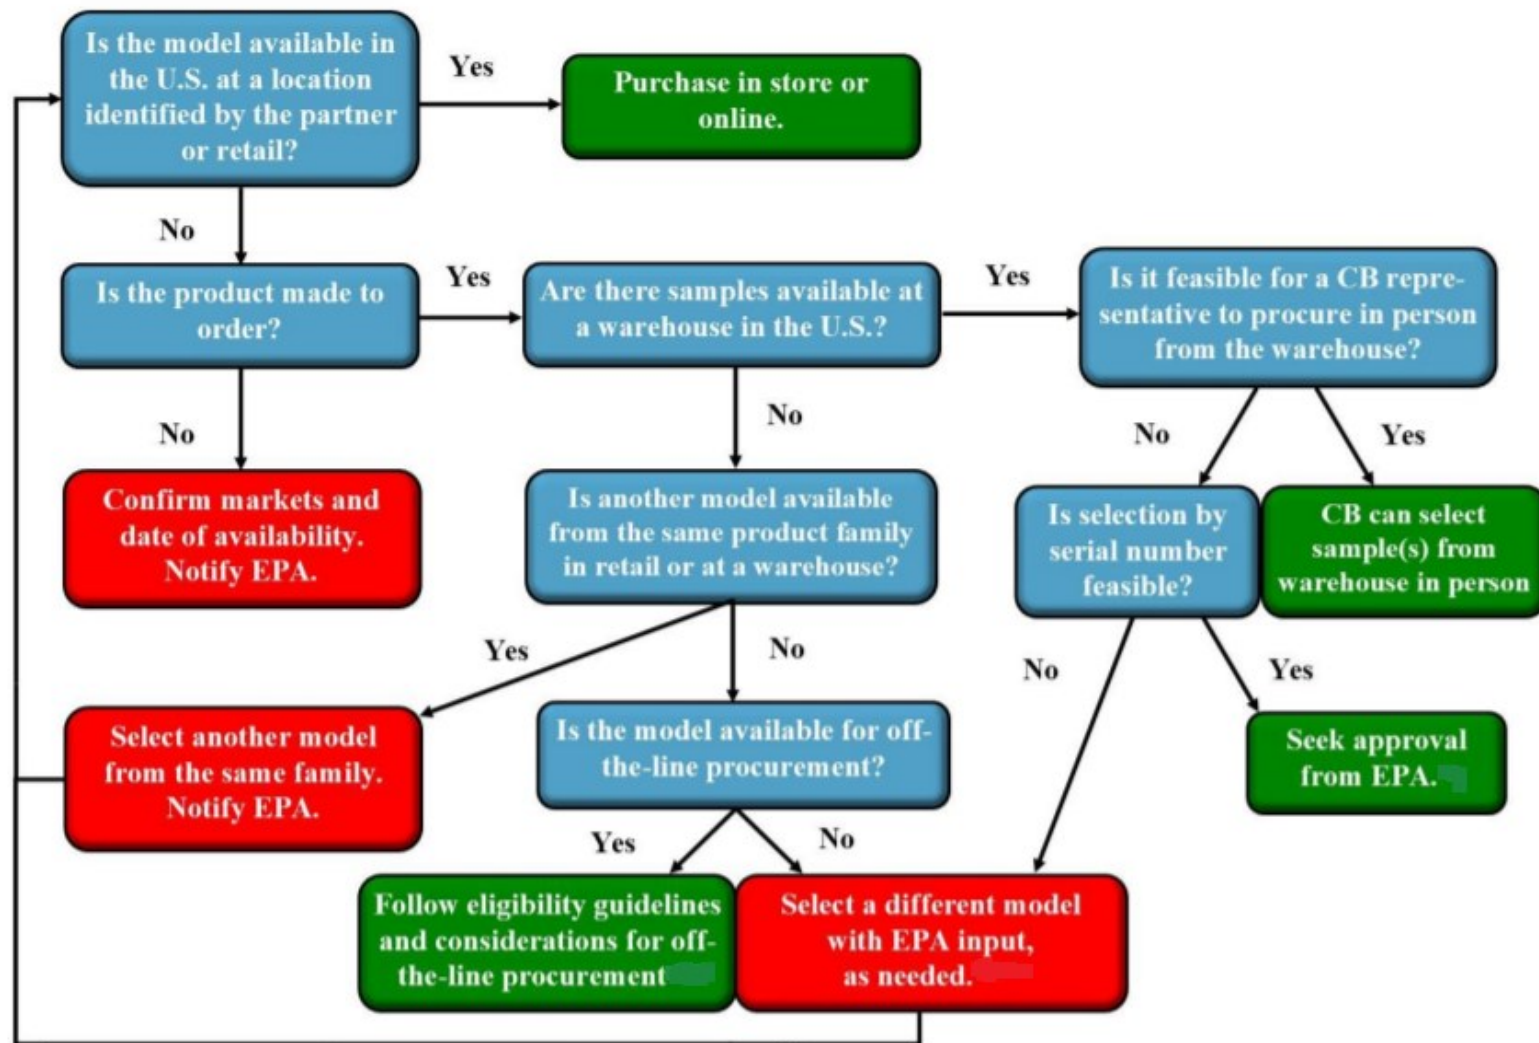 Is the model available in
the U.S. at a location
identified by the partner
or retail?
Yes
Purchase in store or
online.
No
Is the product made to
order?
Yes
Are there samples available at
a warehouse in the U.S.?
Yes
Is it feasible for a CB repre-
sentative to procure in person
from the warehouse?
No
Confirm markets and
date of availability.
Notify EPA.
No
Is another model available
from the same product family
in retail or at a warehouse?
No
Yes
Is selection by
serial number
feasible?
CB can select
sample(s) from
warehouse in person
Yes
No
No
Yes
Select another model
from the same family.
Notify EPA.
Is the model available for off-
the-line procurement?
Seek approval
from EPA.
Yes
No
Follow eligibility guidelines
and considerations for off-
the-line procurement
Select a different model
with EPA input,
as needed.